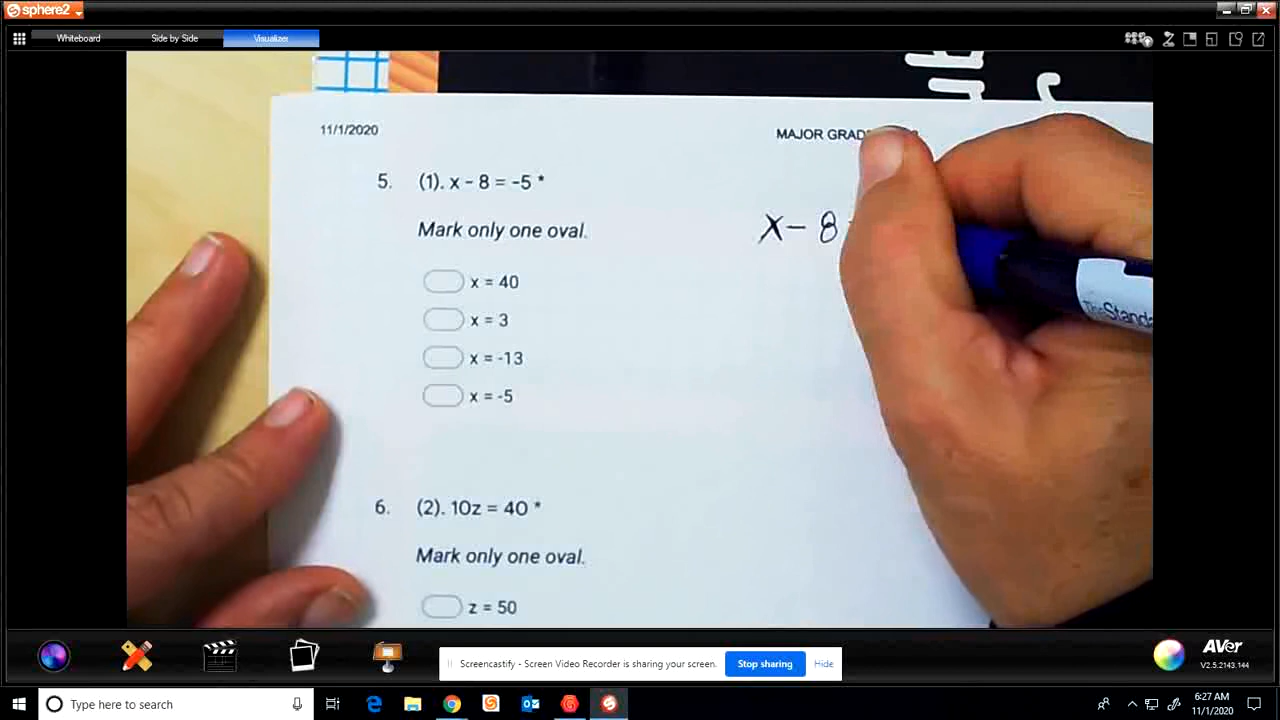 sphere2
Whiteboard
Side by Side
Visualizer
11/1/2020
MAJOR
5. (1). x - 8 = -5 *
Mark only one oval.
x = 40
x = 3
x = -13
x = -5
x - 8
6. (2). 10z = 40 *
Mark only one oval.
z = 50
Screencastify - Screen Video Recorder is sharing your screen.
Stop sharing
Hide
AVer
V2.5.2143.144
Type here to search
6:27 AM
11/1/2020